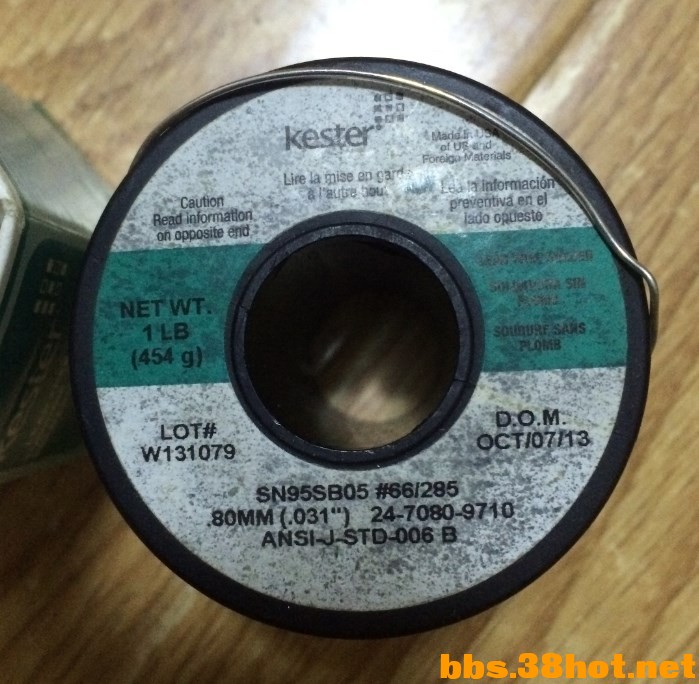 kester
Made in USA
of US and
Foreign Materials
Lire la mise en garde
à l'autre bout
Lea la información
preventiva en el
lado opuesto
Caution
Read information
on opposite end
NET WT.
1 LB
(454 g)
SOLDADURA SIN
PLOMO
SOUDURE SANS
PLOMB
LOT#
W131079
D.O.M.
OCT/07/13
SN95SB05 #66/285
.80MM (.031") 24-7080-9710
ANSI-J-STD-006 B
bbs.38hot.net